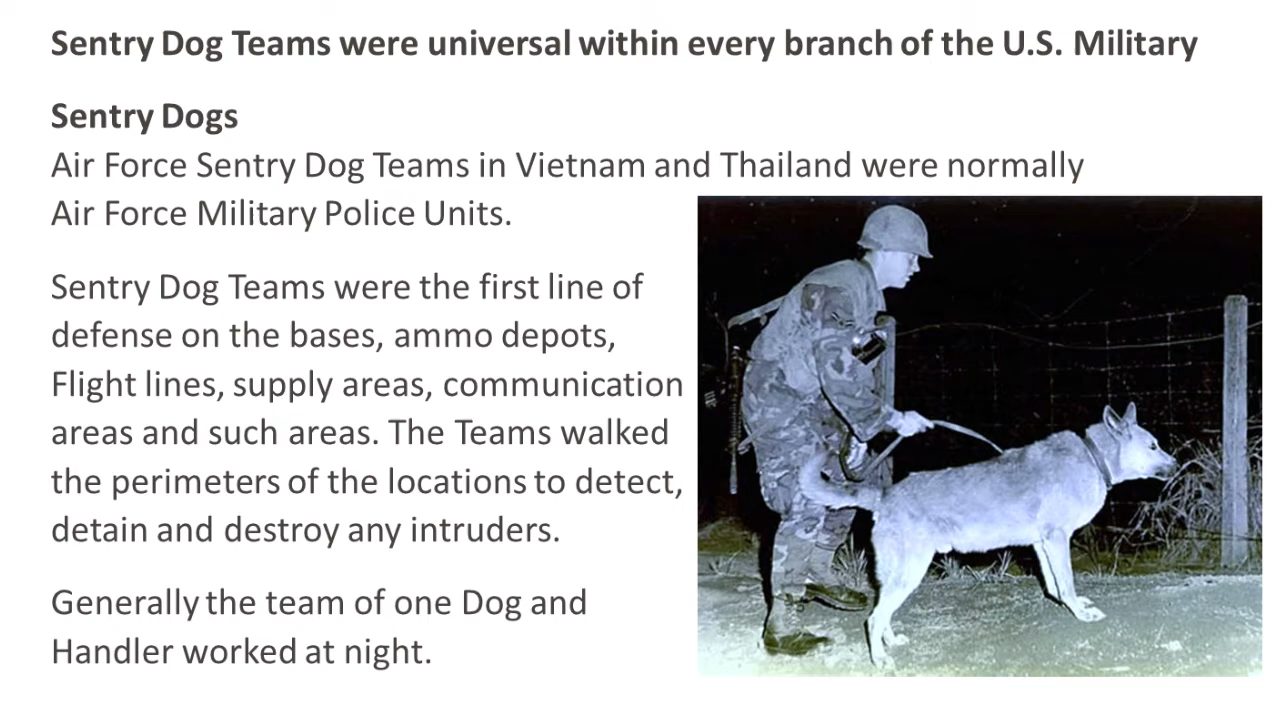 Sentry Dog Teams were universal within every branch of the U.S. Military
Sentry Dogs
Air Force Sentry Dog Teams in Vietnam and Thailand were normally
Air Force Military Police Units.
Sentry Dog Teams were the first line of
defense on the bases, ammo depots,
Flight lines, supply areas, communication
areas and such areas. The Teams walked
the perimeters of the locations to detect,
detain and destroy any intruders.
Generally the team of one Dog and
Handler worked at night.